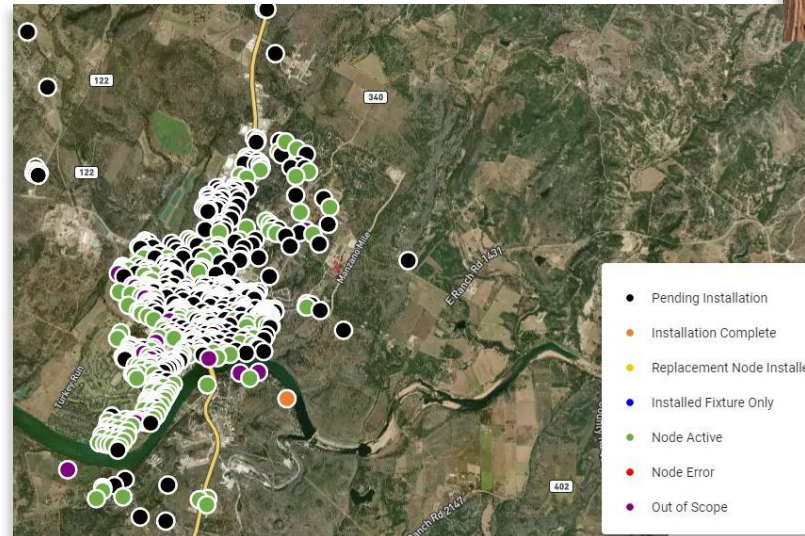 122
340
122
Manzano Mile
E Ranch Rd 1431
Turkey Run
402
Ranch Rd 2147
Pending Installation
Installation Complete
Replacement Node Installe
Installed Fixture Only
Node Active
Node Error
Out of Scope